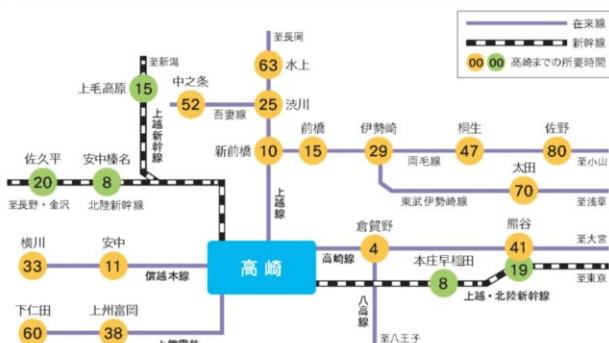 至長岡
在来線
新幹線
00 00 高崎までの所要時間
至新潟
63 水上
上毛高原 15
中之条
52
吾妻線
25 渋川
上越新幹線
新前橋 10
前橋
15
伊勢崎
29
両毛線
桐生
47
佐野
80
至小山
太田
70
東武伊勢崎線
至浅草
佐久平
20
安中榛名
8
至長野・金沢
北陸新幹線
上越線
横川
33
安中
11
信越本線
高崎
高崎線
倉賀野
4
熊谷
41
至大宮
本庄早稲田
8
19
上越・北陸新幹線
至東京
八高線
至八王子
下仁田
60
上州富岡
38